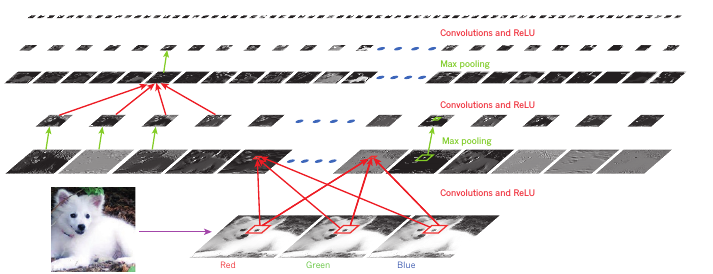 Convolutions and ReLU
Max pooling
Convolutions and ReLU
Max pooling
Convolutions and ReLU
Red
Green
Blue